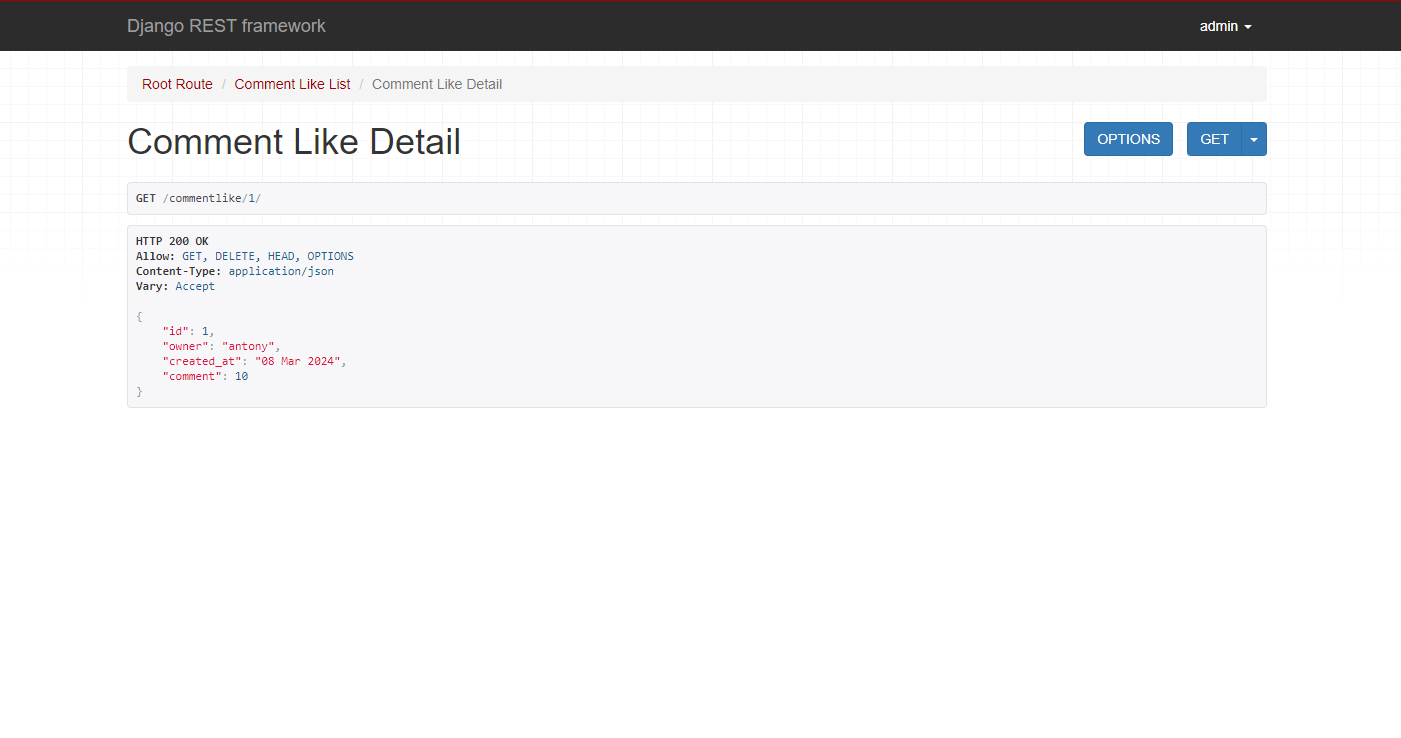 Django REST framework
admin
Root Route / Comment Like List / Comment Like Detail
Comment Like Detail
OPTIONS
GET
GET /commentlike/1/
HTTP 200 OK
Allow: GET, DELETE, HEAD, OPTIONS
Content-Type: application/json
Vary: Accept
{
"id": 1,
"owner": "antony",
"created_at": "08 Mar 2024",
"comment": 10
}